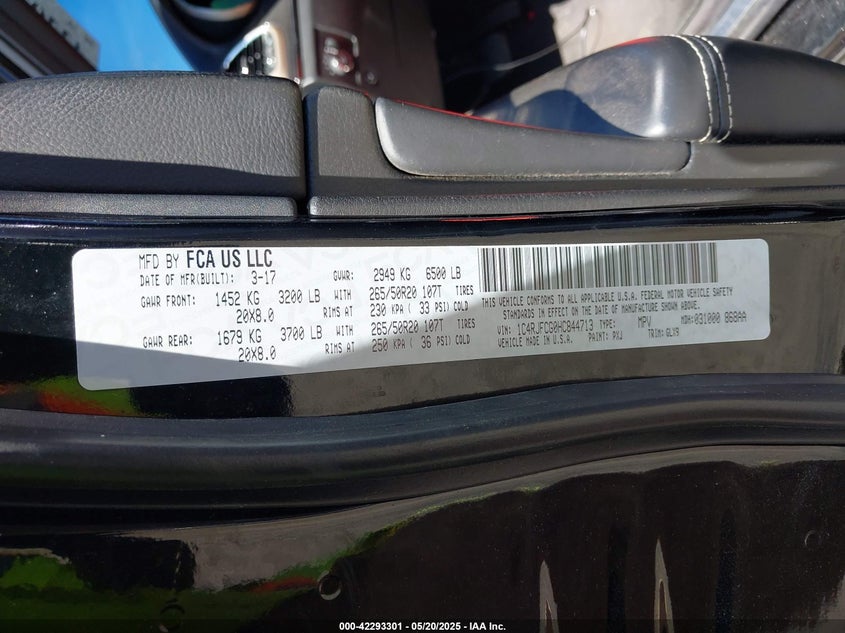 MFD BY FCA US LLC
DATE OF MFR(BUILT): 3-17 GVWR: 2949 KG 6500 LB
GAWR FRONT: 1452 KG 3200 LB WITH 265/50R20 107T TIRES
20X8.0 RIMS AT 230 KPA ( 33 PSI) COLD
GAWR REAR: 1679 KG 3700 LB WITH 265/50R20 107T TIRES
20X8.0 RIMS AT 250 KPA ( 36 PSI) COLD
THIS VEHICLE CONFORMS TO ALL APPLICABLE U.S.A. FEDERAL MOTOR VEHICLE SAFETY
STANDARDS IN EFFECT ON THE DATE OF MANUFACTURE SHOWN ABOVE.
VIN: 1C4RJFCG0HC844713 TYPE: MPV MDH: 031000 868AA
MADE IN U.S.A. PAINT: PXJ TRIM: GLX9
000-42293301 - 05/20/2025 - IAA Inc.